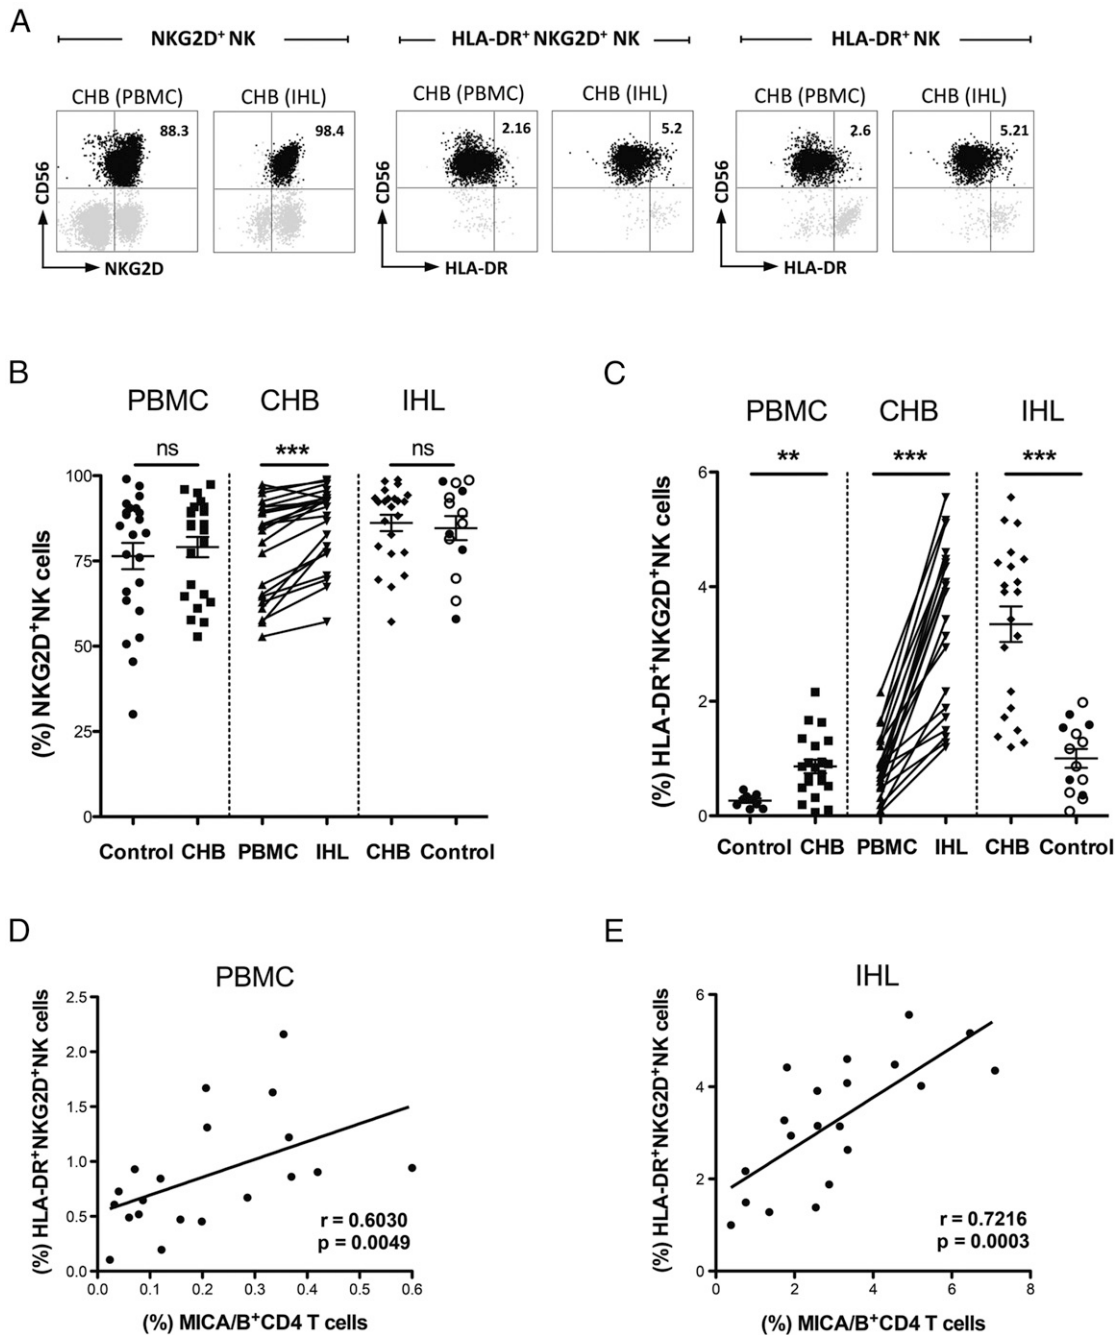 A
NKG2D⁺ NK
HLA-DR⁺ NKG2D⁺ NK
HLA-DR⁺ NK
CHB (PBMC)
CHB (IHL)
CHB (PBMC)
CHB (IHL)
CHB (PBMC)
CHB (IHL)
88.3
98.4
2.16
5.2
2.6
5.21
CD56
CD56
CD56
NKG2D
HLA-DR
HLA-DR
B
PBMC
CHB
IHL
ns
***
ns
(%) NKG2D⁺NK cells
100
75
50
25
0
Control CHB PBMC IHL CHB Control
C
PBMC
CHB
IHL
**
***
***
(%) HLA-DR⁺NKG2D⁺NK cells
6
4
2
0
Control CHB PBMC IHL CHB Control
D
PBMC
(%) HLA-DR⁺NKG2D⁺NK cells
2.5
2.0
1.5
1.0
0.5
0.0
r = 0.6030
p = 0.0049
0.0 0.1 0.2 0.3 0.4 0.5 0.6
(%) MICA/B⁺CD4 T cells
E
IHL
(%) HLA-DR⁺NKG2D⁺NK cells
6
4
2
0
r = 0.7216
p = 0.0003
2 4 6 8
(%) MICA/B⁺CD4 T cells